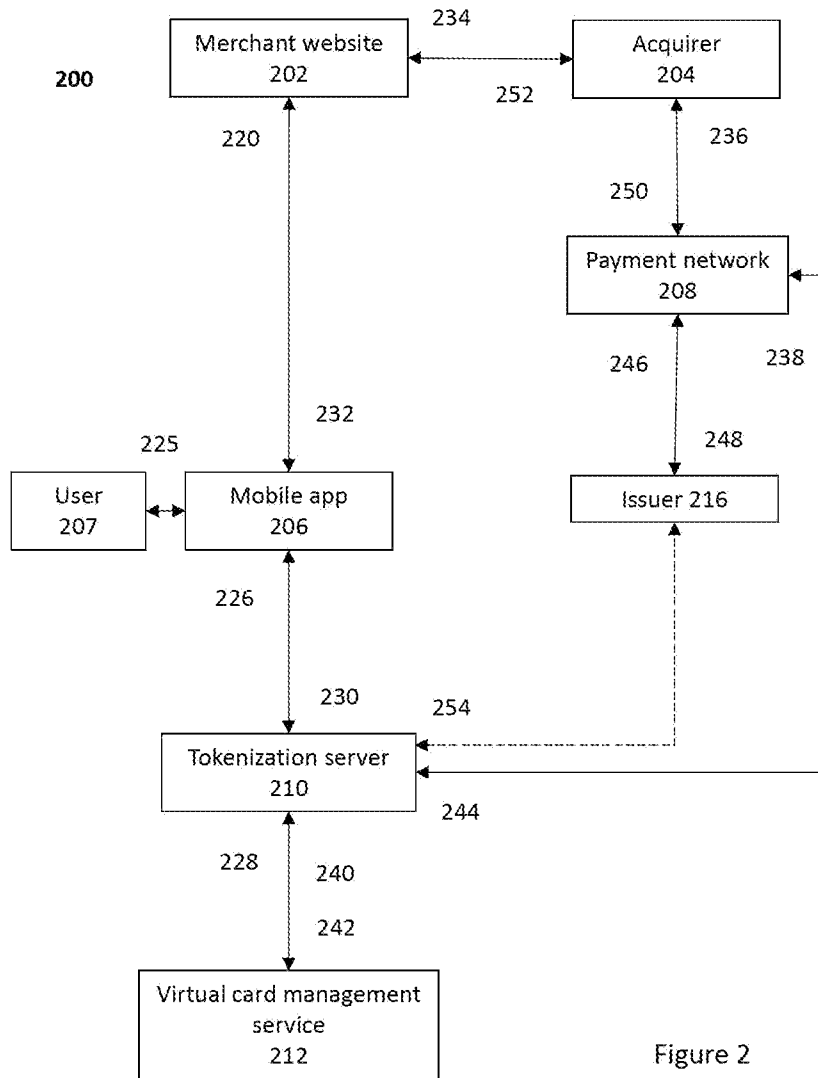 234
Merchant website
202
Acquirer
204
200
252
220
236
250
Payment network
208
246
238
232
248
225
User
207
Mobile app
206
Issuer 216
226
230
254
Tokenization server
210
244
228
240
242
Virtual card management
service
212
Figure 2